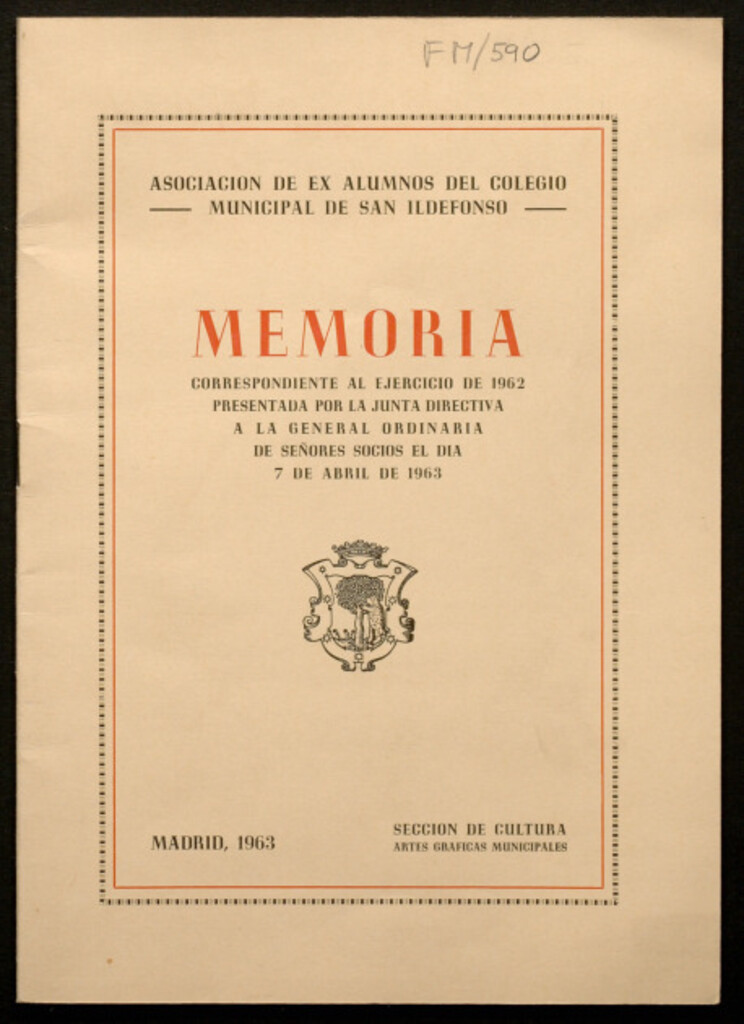 FM/590
ASOCIACION DE EX ALUMNOS DEL COLEGIO
MUNICIPAL DE SAN ILDEFONSO
MEMORIA
CORRESPONDIENTE AL EJERCICIO DE 1962
PRESENTADA POR LA JUNTA DIRECTIVA
A LA GENERAL ORDINARIA
DE SEÑORES SOCIOS EL DIA
7 DE ABRIL DE 1963
MADRID, 1963
SECCION DE CULTURA
ARTES GRAFICAS MUNICIPALES